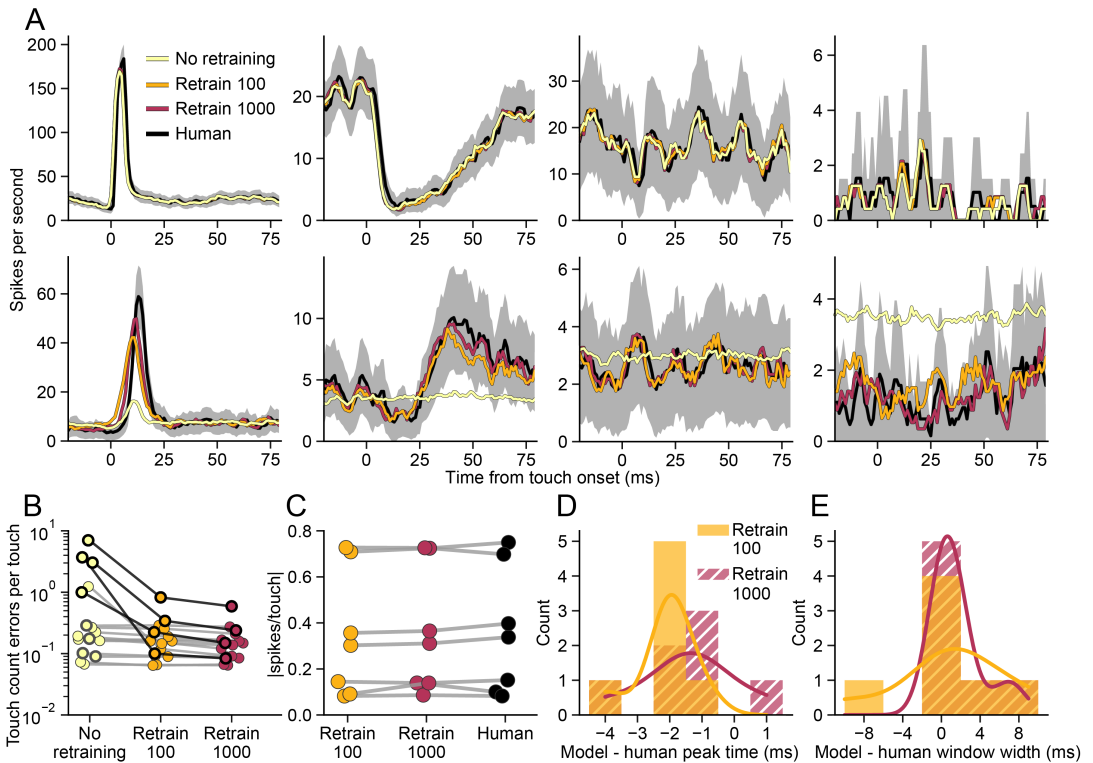 A
Spikes per second
200
150
100
50
0
0 25 50 75
No retraining
Retrain 100
Retrain 1000
Human
20
10
0
0 25 50 75
30
20
10
0
0 25 50 75
6
4
2
0
0 25 50 75
60
40
20
0
0 25 50 75
10
5
0
0 25 50 75
6
4
2
0
0 25 50 75
4
2
0
0 25 50 75
Time from touch onset (ms)
B
Touch count errors per touch
10^1
10^0
10^−1
10^−2
No retraining
Retrain 100
Retrain 1000
C
|spikes/touch|
0.8
0.6
0.4
0.2
0.0
Retrain 100
Retrain 1000
Human
D
Count
5
4
3
2
1
0
−4 −3 −2 −1 0 1
Model - human peak time (ms)
Retrain 100
Retrain 1000
E
Count
5
4
3
2
1
0
−8 −4 0 4 8
Model - human window width (ms)